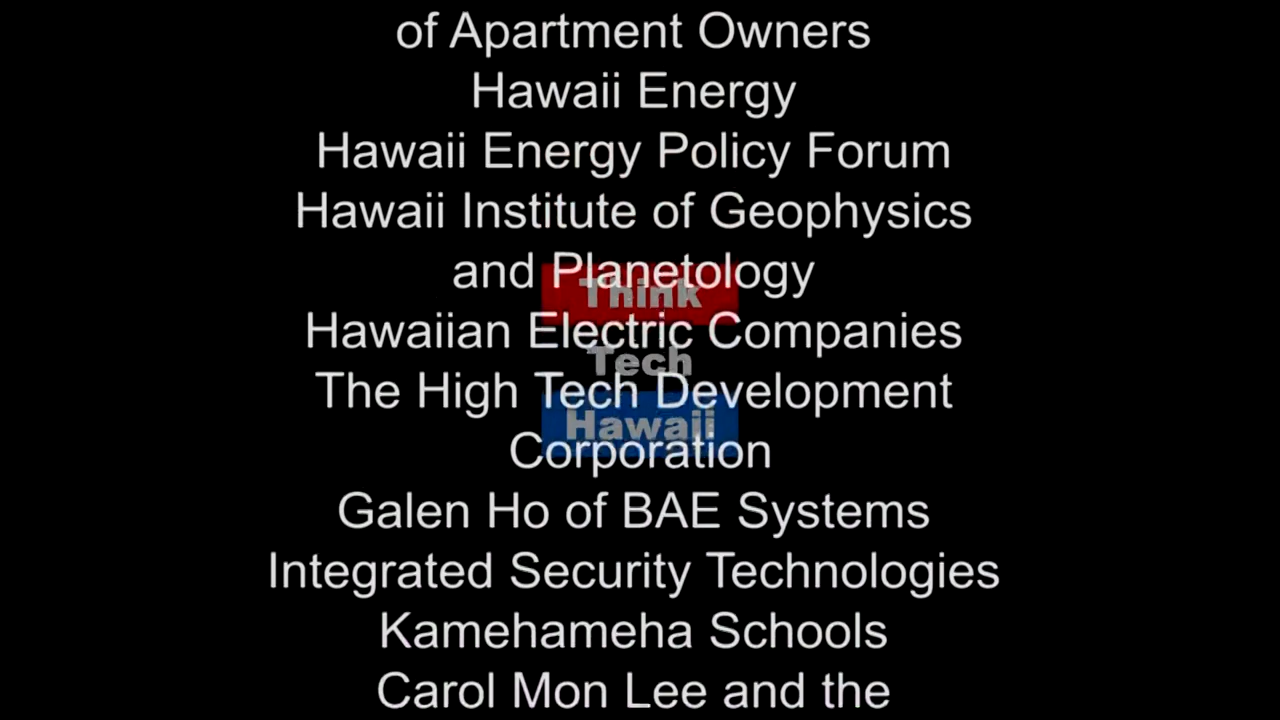 of Apartment Owners
Hawaii Energy
Hawaii Energy Policy Forum
Hawaii Institute of Geophysics
and Planetology
Think
Hawaiian Electric Companies
Tech
The High Tech Development
Hawaii
Corporation
Galen Ho of BAE Systems
Integrated Security Technologies
Kamehameha Schools
Carol Mon Lee and the